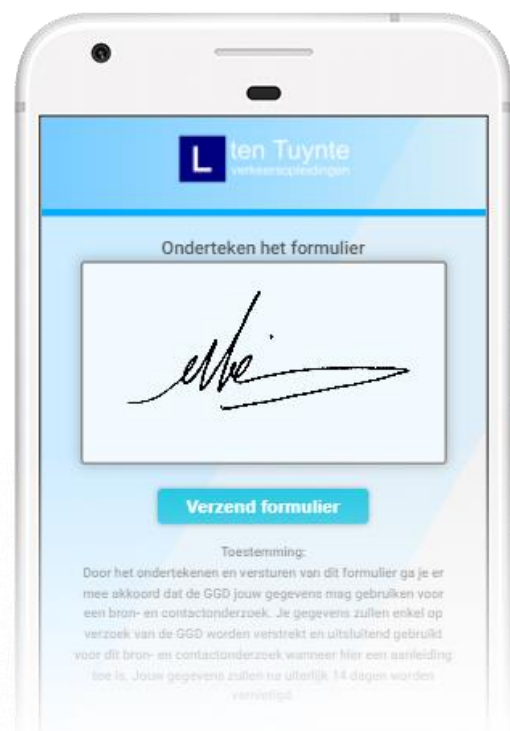 L
ten Tuynte
verkeersopleidingen
Onderteken het formulier
Verzend formulier
Toestemming:
Door het ondertekenen en versturen van dit formulier ga je er
mee akkoord dat de GGD jouw gegevens mag gebruiken voor
een bron- en contactonderzoek. Je gegevens zullen enkel op
verzoek van de GGD worden verstrekt en uitsluitend gebruikt
voor dit bron- en contactonderzoek wanneer hier een aanleiding
toe is. Jouw gegevens zullen na uiterlijk 14 dagen worden
vernietigd.